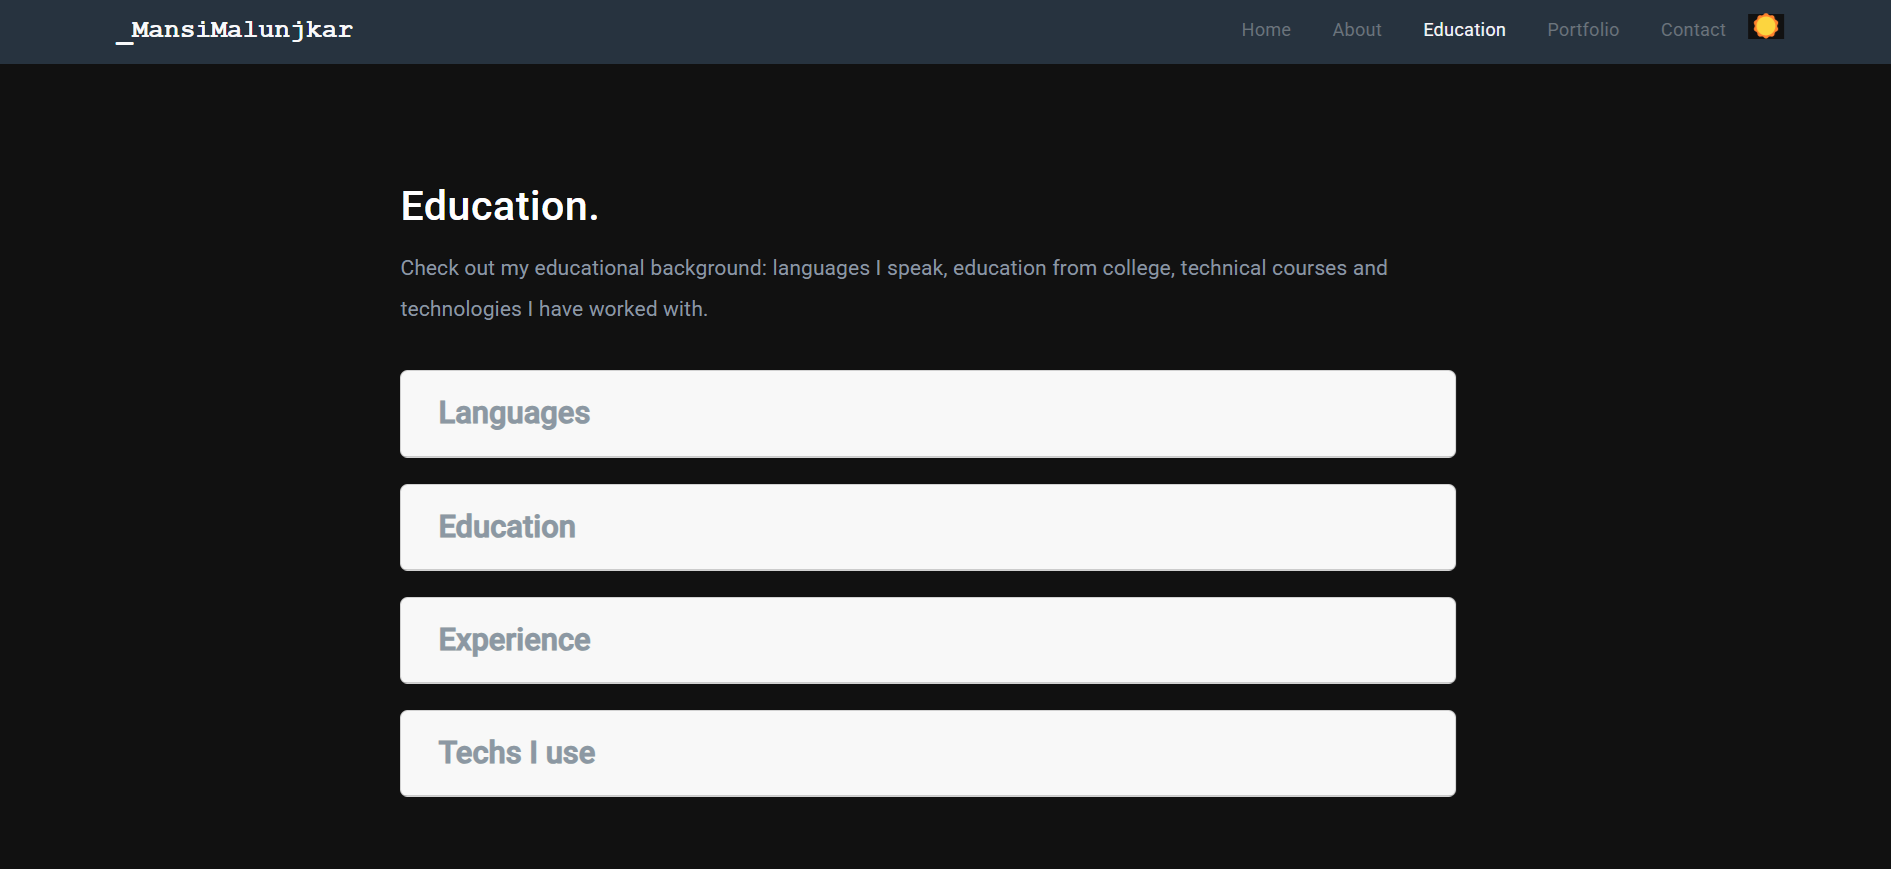 _MansiMalunjkar
Home About Education Portfolio Contact
Education.
Check out my educational background: languages I speak, education from college, technical courses and
technologies I have worked with.
Languages
Education
Experience
Techs I use